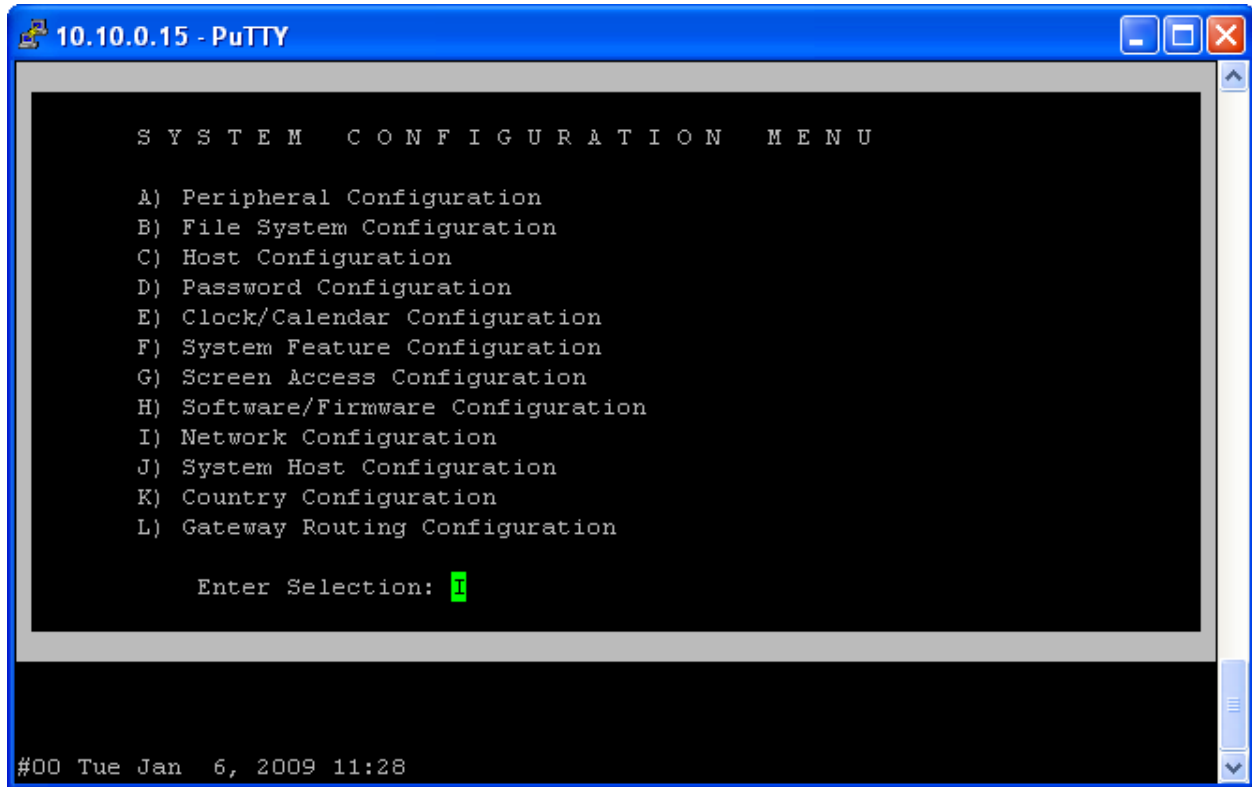 10.10.0.15 - PuTTY
S Y S T E M   C O N F I G U R A T I O N   M E N U
A) Peripheral Configuration
B) File System Configuration
C) Host Configuration
D) Password Configuration
E) Clock/Calendar Configuration
F) System Feature Configuration
G) Screen Access Configuration
H) Software/Firmware Configuration
I) Network Configuration
J) System Host Configuration
K) Country Configuration
L) Gateway Routing Configuration
Enter Selection: I
#00 Tue Jan  6, 2009 11:28